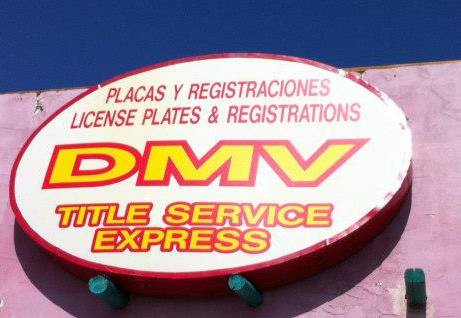 PLACAS Y REGISTRACIONES
LICENSE PLATES & REGISTRATIONS
DMV
TITLE SERVICE
EXPRESS